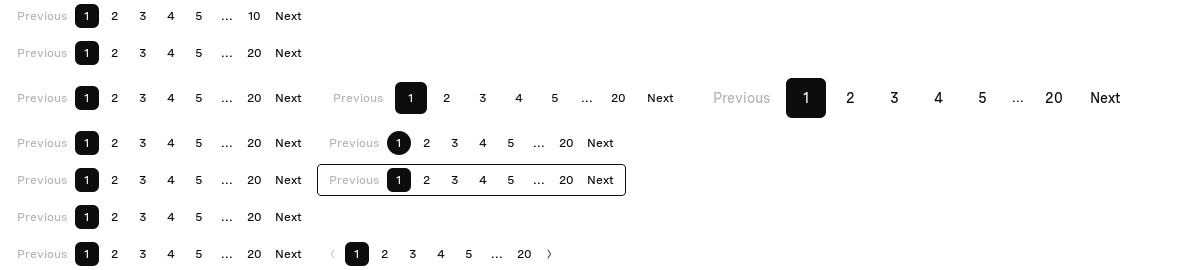 Previous 1 2 3 4 5 ... 10 Next
Previous 1 2 3 4 5 ... 20 Next
Previous 1 2 3 4 5 ... 20 Next Previous 1 2 3 4 5 ... 20 Next Previous 1 2 3 4 5 ... 20 Next
Previous 1 2 3 4 5 ... 20 Next Previous 1 2 3 4 5 ... 20 Next
Previous 1 2 3 4 5 ... 20 Next Previous 1 2 3 4 5 ... 20 Next
Previous 1 2 3 4 5 ... 20 Next
Previous 1 2 3 4 5 ... 20 Next 〈 1 2 3 4 5 ... 20 〉